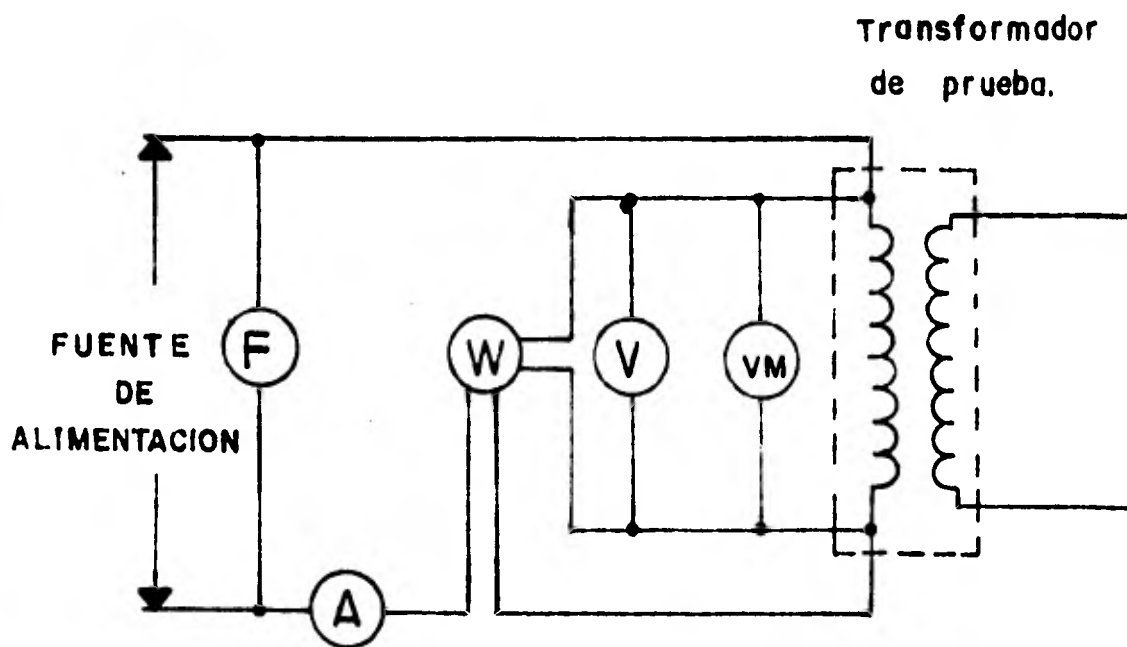 Transformador
de prueba.
F
W
V
VM
FUENTE
DE
ALIMENTACION
A